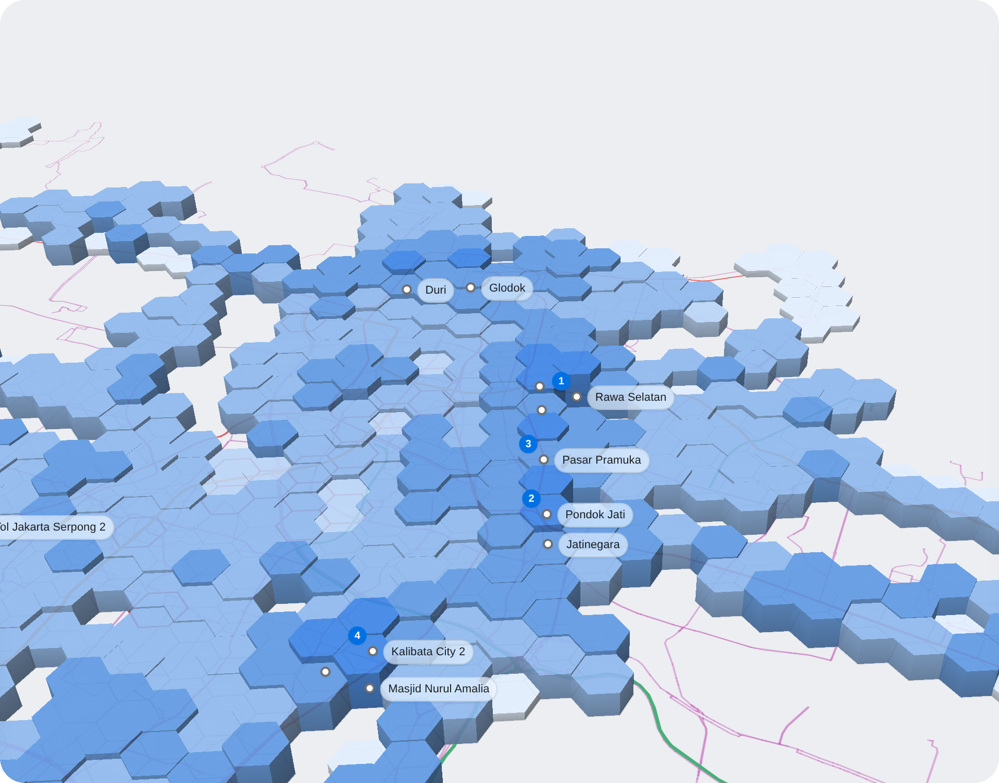 Duri
Glodok
1
Rawa Selatan
3
Pasar Pramuka
2
Pondok Jati
Tol Jakarta Serpong 2
Jatinegara
4
Kalibata City 2
Masjid Nurul Amalia